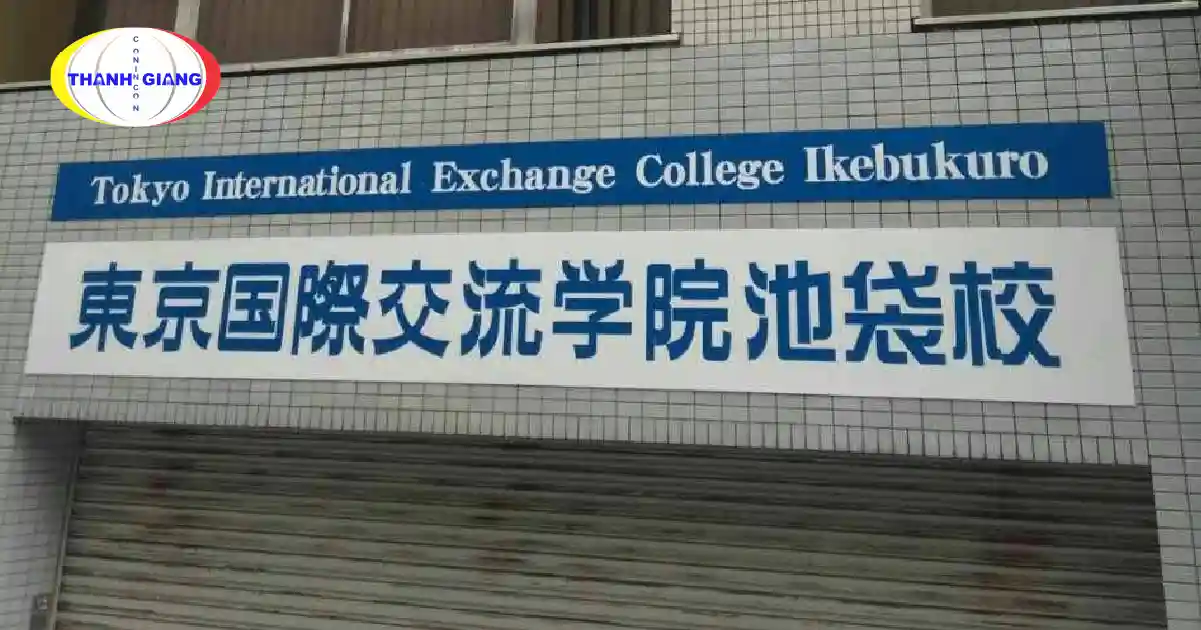 THANH GIANG
CONINCON
Tokyo International Exchange College Ikebukuro
東京国際交流学院池袋校